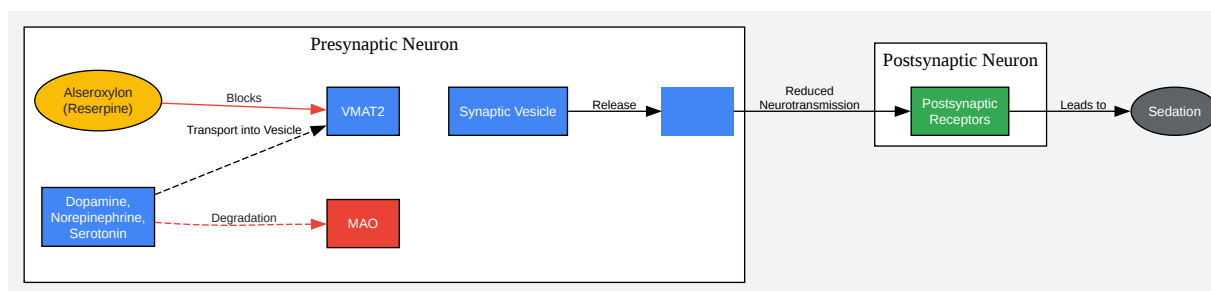 Presynaptic Neuron
Alseroxylon
(Reserpine)
Blocks
VMAT2
Transport into Vesicle
Dopamine,
Norepinephrine,
Serotonin
Degradation
MAO
Synaptic Vesicle
Release
Reduced
Neurotransmission
Postsynaptic Neuron
Postsynaptic
Receptors
Leads to
Sedation